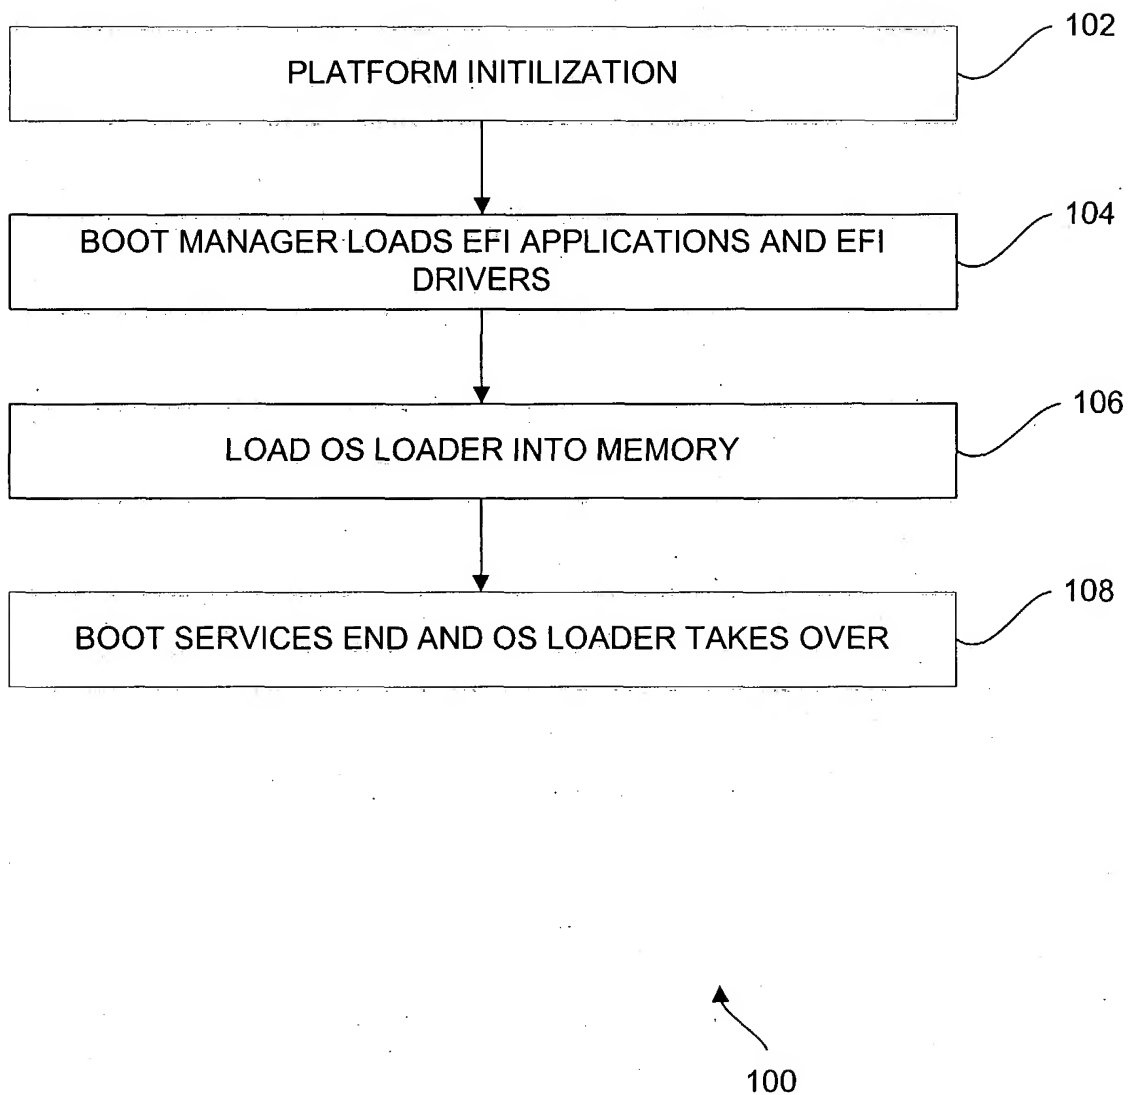 102
PLATFORM INITILIZATION
104
BOOT MANAGER LOADS EFI APPLICATIONS AND EFI
DRIVERS
106
LOAD OS LOADER INTO MEMORY
108
BOOT SERVICES END AND OS LOADER TAKES OVER
100